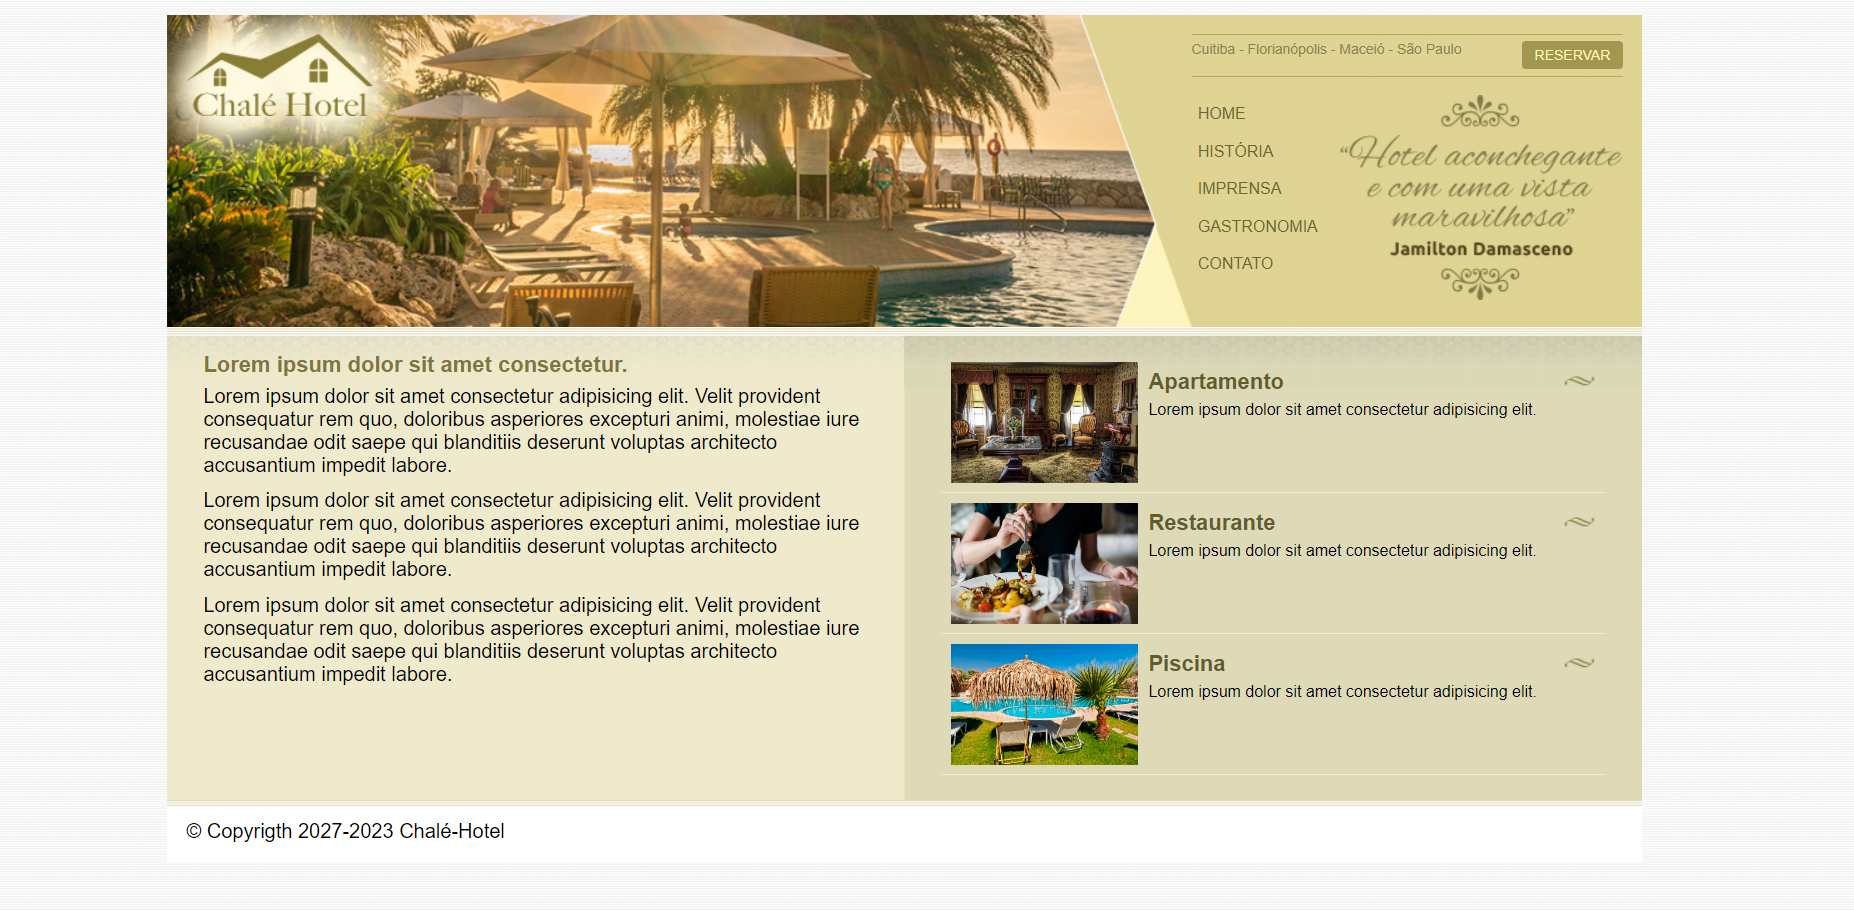 Chalé Hotel
Cuitiba - Florianópolis - Maceió - São Paulo
RESERVAR
HOME
HISTÓRIA
IMPRENSA
GASTRONOMIA
CONTATO
“Hotel aconchegante
e com uma vista
maravilhosa”
Jamilton Damasceno
Lorem ipsum dolor sit amet consectetur.
Lorem ipsum dolor sit amet consectetur adipisicing elit. Velit provident
consequatur rem quo, doloribus asperiores excepturi animi, molestiae iure
recusandae odit saepe qui blanditiis deserunt voluptas architecto
accusantium impedit labore.
Lorem ipsum dolor sit amet consectetur adipisicing elit. Velit provident
consequatur rem quo, doloribus asperiores excepturi animi, molestiae iure
recusandae odit saepe qui blanditiis deserunt voluptas architecto
accusantium impedit labore.
Lorem ipsum dolor sit amet consectetur adipisicing elit. Velit provident
consequatur rem quo, doloribus asperiores excepturi animi, molestiae iure
recusandae odit saepe qui blanditiis deserunt voluptas architecto
accusantium impedit labore.
Apartamento
Lorem ipsum dolor sit amet consectetur adipisicing elit.
Restaurante
Lorem ipsum dolor sit amet consectetur adipisicing elit.
Piscina
Lorem ipsum dolor sit amet consectetur adipisicing elit.
© Copyrigth 2027-2023 Chalé-Hotel